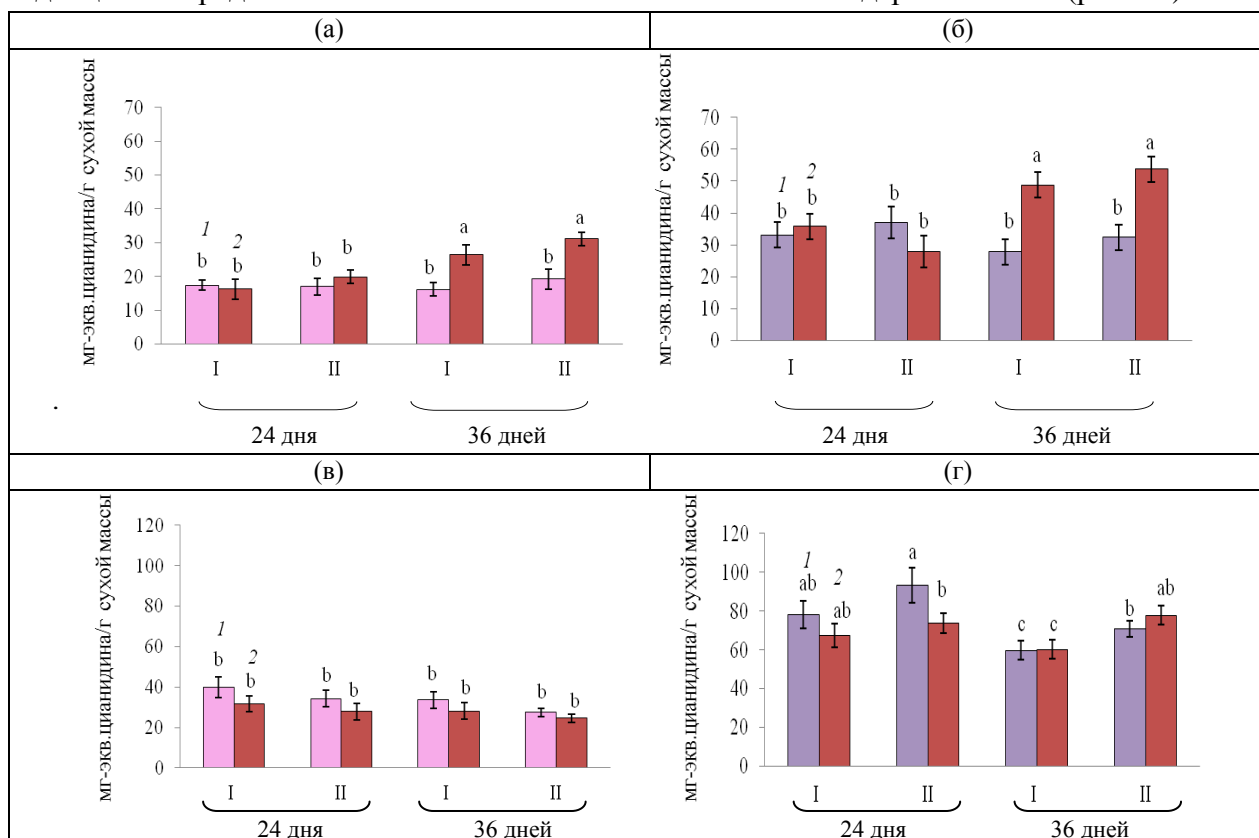 (а)
(б)
мг-экв.цианидина/г сухой массы
70
60
50
40
30
20
10
0
1 2
b b b b b a b a
I II I II
24 дня 36 дней
.
мг-экв.цианидина/г сухой массы
70
60
50
40
30
20
10
0
1 2
b b b b b a b a
I II I II
24 дня 36 дней
(в)
(г)
мг-экв.цианидина/г сухой массы
120
100
80
60
40
20
0
1 2
b b b b b b b b
I II I II
24 дня 36 дней
мг-экв.цианидина/г сухой массы
120
100
80
60
40
20
0
1 2
ab ab a b c c b ab
I II I II
24 дня 36 дней